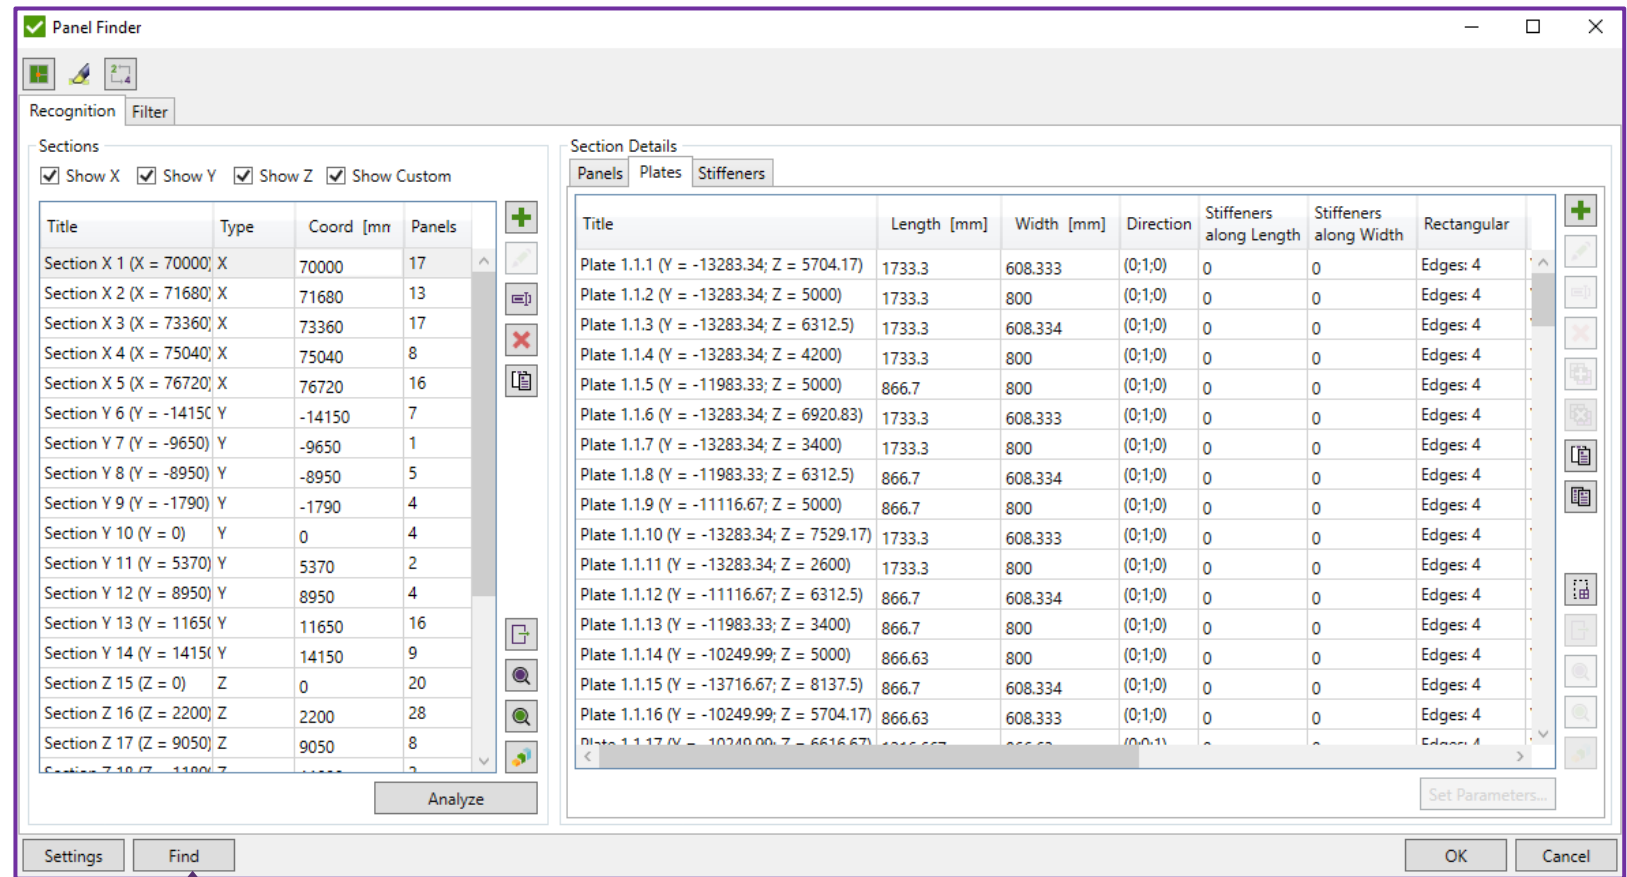 Panel Finder
Recognition Filter
Sections
Show X Show Y Show Z Show Custom
Title Type Coord [mm Panels
Section X 1 (X = 70000) X 70000 17
Section X 2 (X = 71680) X 71680 13
Section X 3 (X = 73360) X 73360 17
Section X 4 (X = 75040) X 75040 8
Section X 5 (X = 76720) X 76720 16
Section Y 6 (Y = -1415 Y -14150 7
Section Y 7 (Y = -9650) Y -9650 1
Section Y 8 (Y = -8950) Y -8950 5
Section Y 9 (Y = -1790) Y -1790 4
Section Y 10 (Y = 0) Y 0 4
Section Y 11 (Y = 5370) Y 5370 2
Section Y 12 (Y = 8950) Y 8950 4
Section Y 13 (Y = 1165 Y 11650 16
Section Y 14 (Y = 1415 Y 14150 9
Section Z 15 (Z = 0) Z 0 20
Section Z 16 (Z = 2200) Z 2200 28
Section Z 17 (Z = 9050) Z 9050 8
Analyze
Section Details
Panels Plates Stiffeners
Title Length [mm] Width [mm] Direction Stiffeners along Length Stiffeners along Width Rectangular
Plate 1.1.1 (Y = -13283.34; Z = 5704.17) 1733.3 608.333 (0;1;0) 0 0 Edges: 4
Plate 1.1.2 (Y = -13283.34; Z = 5000) 1733.3 800 (0;1;0) 0 0 Edges: 4
Plate 1.1.3 (Y = -13283.34; Z = 6312.5) 1733.3 608.334 (0;1;0) 0 0 Edges: 4
Plate 1.1.4 (Y = -13283.34; Z = 4200) 1733.3 800 (0;1;0) 0 0 Edges: 4
Plate 1.1.5 (Y = -11983.33; Z = 5000) 866.7 800 (0;1;0) 0 0 Edges: 4
Plate 1.1.6 (Y = -13283.34; Z = 6920.83) 1733.3 608.333 (0;1;0) 0 0 Edges: 4
Plate 1.1.7 (Y = -13283.34; Z = 3400) 1733.3 800 (0;1;0) 0 0 Edges: 4
Plate 1.1.8 (Y = -11983.33; Z = 6312.5) 866.7 608.334 (0;1;0) 0 0 Edges: 4
Plate 1.1.9 (Y = -11116.67; Z = 5000) 866.7 800 (0;1;0) 0 0 Edges: 4
Plate 1.1.10 (Y = -13283.34; Z = 7529.17) 1733.3 608.333 (0;1;0) 0 0 Edges: 4
Plate 1.1.11 (Y = -13283.34; Z = 2600) 1733.3 800 (0;1;0) 0 0 Edges: 4
Plate 1.1.12 (Y = -11116.67; Z = 6312.5) 866.7 608.334 (0;1;0) 0 0 Edges: 4
Plate 1.1.13 (Y = -11983.33; Z = 3400) 866.7 800 (0;1;0) 0 0 Edges: 4
Plate 1.1.14 (Y = -10249.99; Z = 5000) 866.63 800 (0;1;0) 0 0 Edges: 4
Plate 1.1.15 (Y = -13716.67; Z = 8137.5) 866.7 608.334 (0;1;0) 0 0 Edges: 4
Plate 1.1.16 (Y = -10249.99; Z = 5704.17) 866.63 608.333 (0;1;0) 0 0 Edges: 4
Set Parameters...
Settings Find OK Cancel